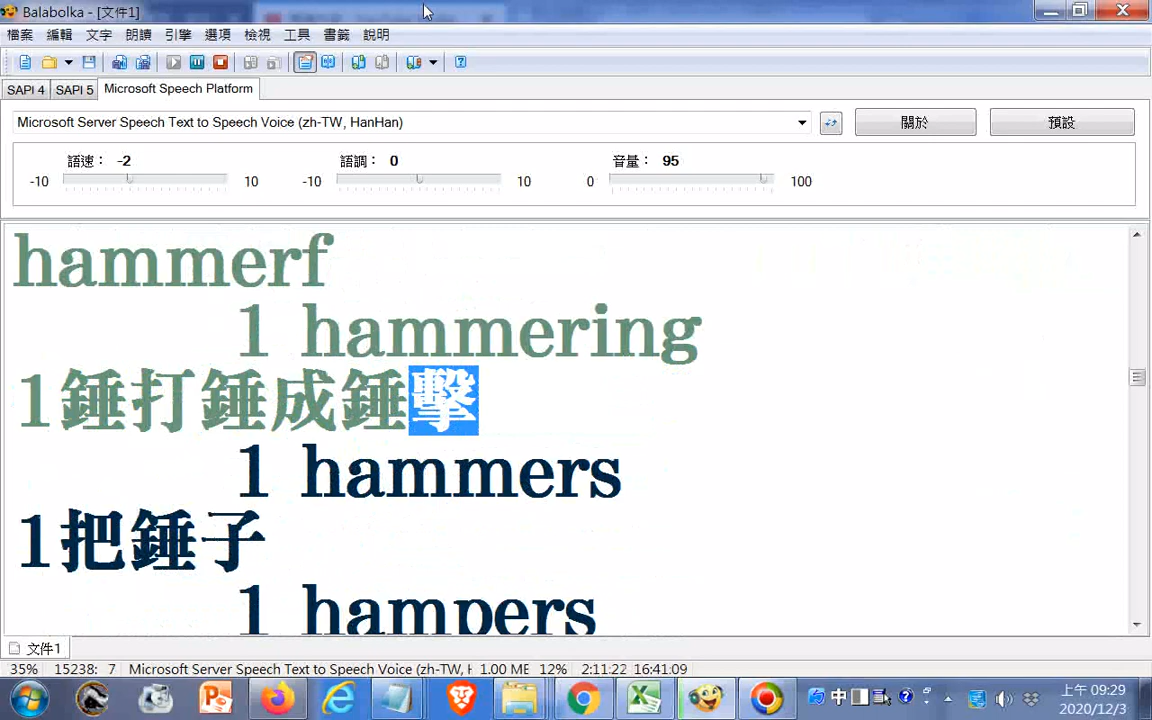 Balabolka - [文件1]
檔案 編輯 文字 朗讀 引擎 選項 檢視 工具 書籤 說明
SAPI 4 SAPI 5 Microsoft Speech Platform
Microsoft Server Speech Text to Speech Voice (zh-TW, HanHan) 關於 預設
語速： -2 語調： 0 音量： 95
-10 10 -10 10 0 100
hammerf
1 hammering
1錘打錘成錘擊
1 hammers
1把錘子
1 hampers
文件1
35% 15238: 7 Microsoft Server Speech Text to Speech Voice (zh-TW, H 1.00 ME 12% 2:11:22 16:41:09
中 上午 09:29
2020/12/3